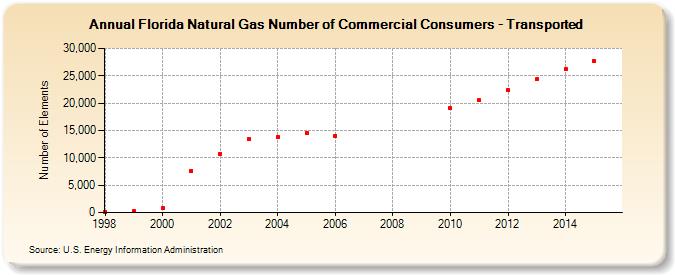 Annual Florida Natural Gas Number of Commercial Consumers - Transported
Number of Elements
30,000
25,000
20,000
15,000
10,000
5,000
0
1998 2000 2002 2004 2006 2008 2010 2012 2014
Source: U.S. Energy Information Administration